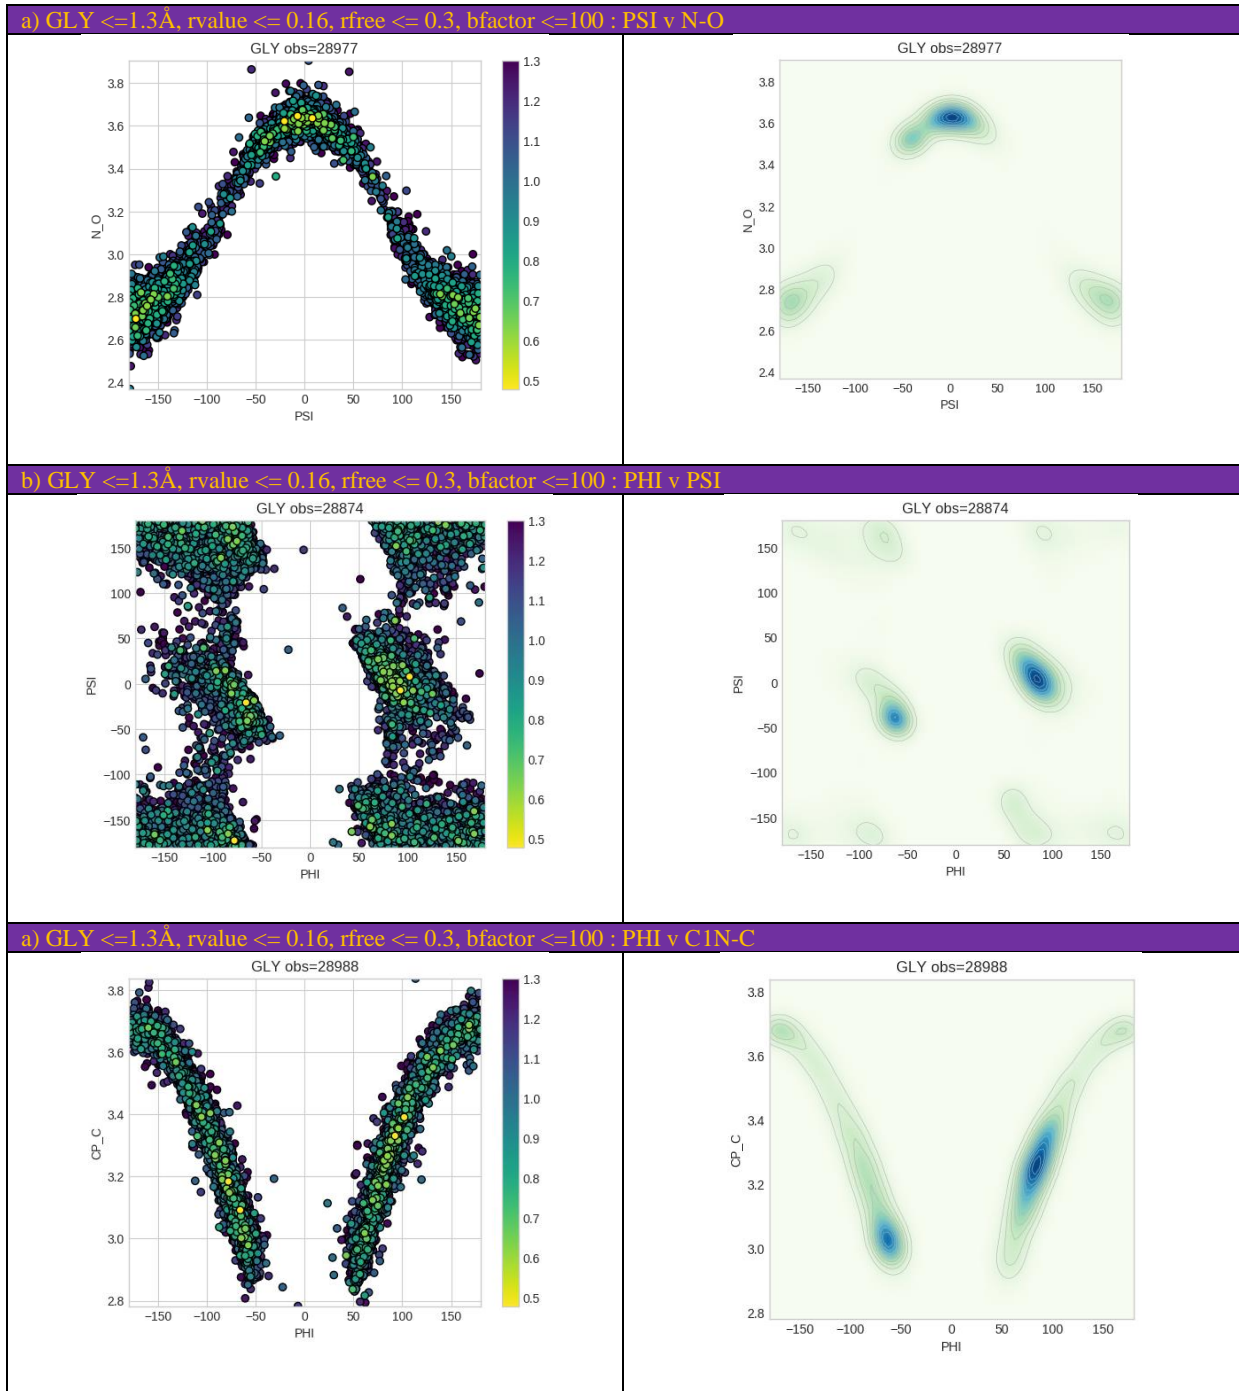 a) GLY <=1.3Å, rvalue <= 0.16, rfree <= 0.3, bfactor <=100 : PSI v N-O
GLY obs=28977
3.8
3.6
3.4
3.2
3.0
2.8
2.6
2.4
N_O
−150 −100 −50 0 50 100 150
PSI
1.3
1.2
1.1
1.0
0.9
0.8
0.7
0.6
0.5
GLY obs=28977
3.8
3.6
3.4
3.2
3.0
2.8
2.6
2.4
N_O
−150 −100 −50 0 50 100 150
PSI
b) GLY <=1.3Å, rvalue <= 0.16, rfree <= 0.3, bfactor <=100 : PHI v PSI
GLY obs=28874
150
100
50
0
−50
−100
−150
PSI
−150 −100 −50 0 50 100 150
PHI
1.3
1.2
1.1
1.0
0.9
0.8
0.7
0.6
0.5
GLY obs=28874
150
100
50
0
−50
−100
−150
PSI
−150 −100 −50 0 50 100 150
PHI
a) GLY <=1.3Å, rvalue <= 0.16, rfree <= 0.3, bfactor <=100 : PHI v C1N-C
GLY obs=28988
3.8
3.6
3.4
3.2
3.0
2.8
CP_C
−150 −100 −50 0 50 100 150
PHI
1.3
1.2
1.1
1.0
0.9
0.8
0.7
0.6
0.5
GLY obs=28988
3.8
3.6
3.4
3.2
3.0
2.8
CP_C
−150 −100 −50 0 50 100 150
PHI